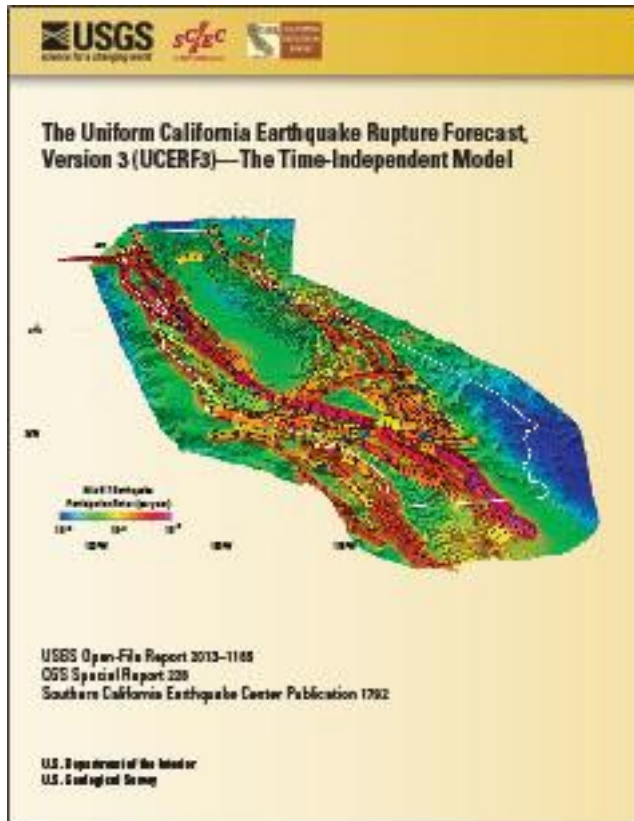 USGS
science for a changing world
SC/EC
The Uniform California Earthquake Rupture Forecast,
Version 3 (UCERF3)—The Time-Independent Model
USGS Open-File Report 2013–1165
CGS Special Report 228
Southern California Earthquake Center Publication 1792
U.S. Department of the Interior
U.S. Geological Survey